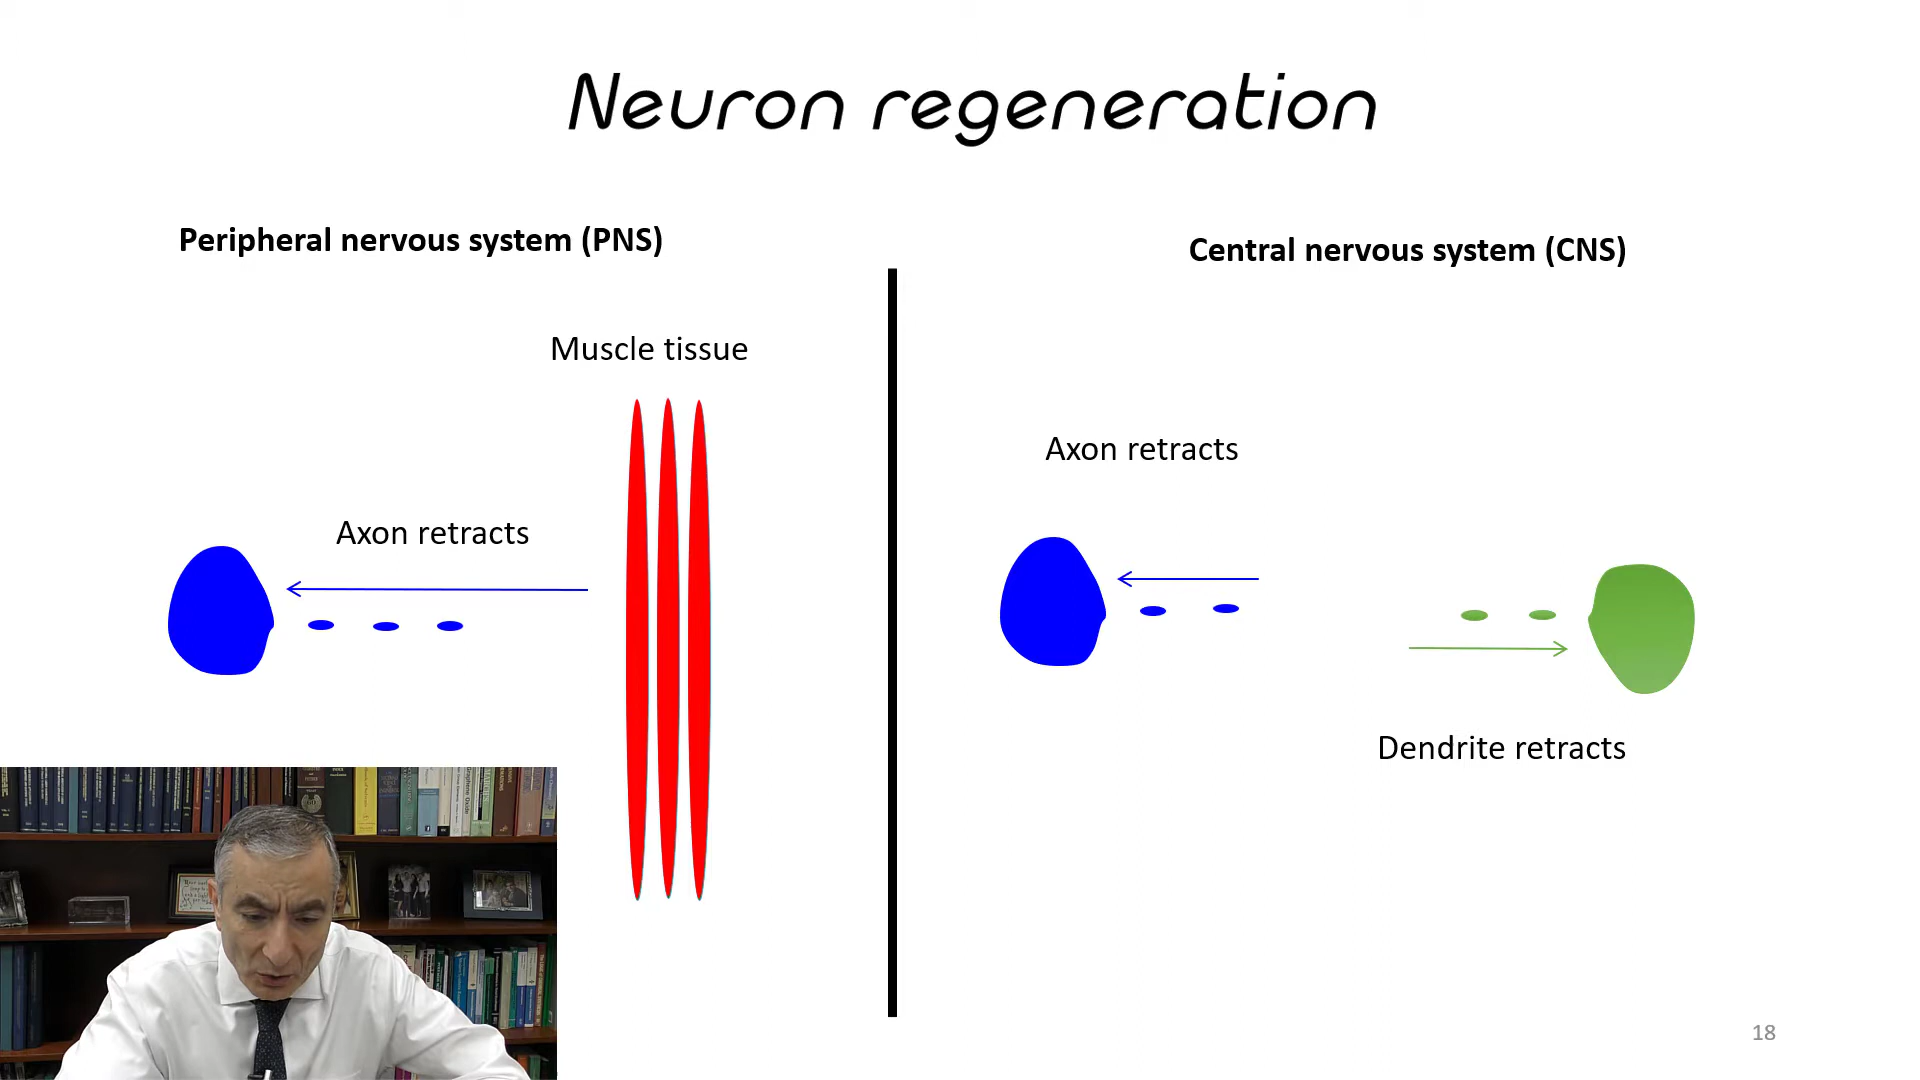 Neuron regeneration
Peripheral nervous system (PNS)
Central nervous system (CNS)
Muscle tissue
Axon retracts
Axon retracts
Dendrite retracts
18